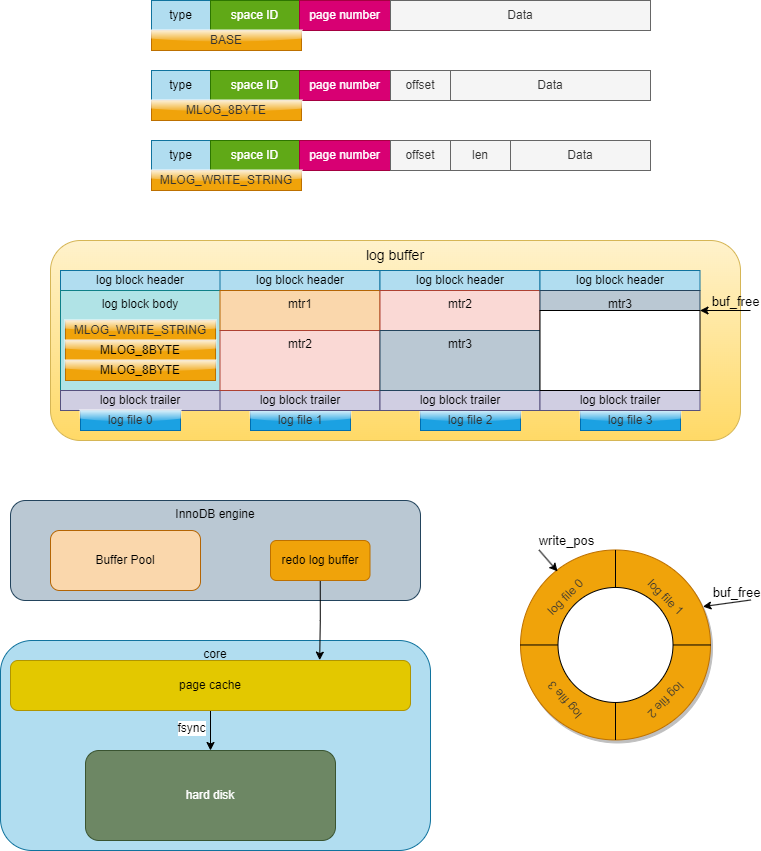 type space ID page number Data
BASE
type space ID page number offset Data
MLOG_8BYTE
type space ID page number offset len Data
MLOG_WRITE_STRING
log buffer
log block header log block header log block header log block header
log block body mtr1 mtr2 mtr3
buf_free
MLOG_WRITE_STRING
MLOG_8BYTE mtr2 mtr3
MLOG_8BYTE
log block trailer log block trailer log block trailer log block trailer
log file 0 log file 1 log file 2 log file 3
InnoDB engine
Buffer Pool redo log buffer
core
page cache
fsync
hard disk
write_pos
buf_free
log file 0
log file 1
log file 3
log file 2